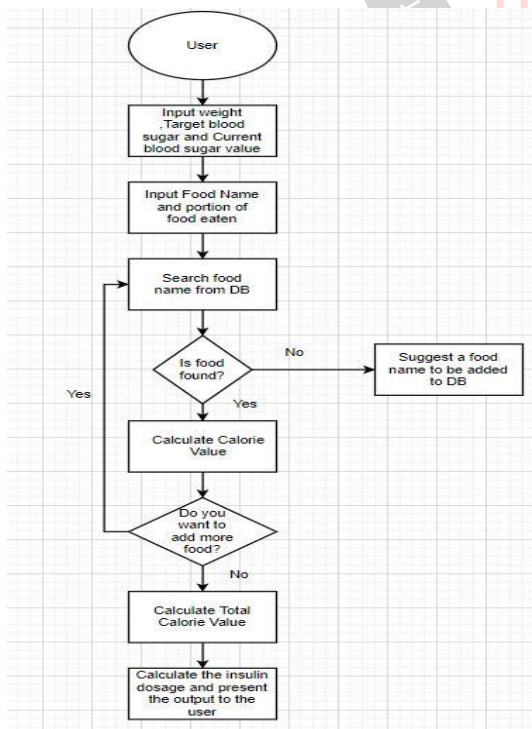 User
Input weight
,Target blood
sugar and Current
blood sugar value
Input Food Name
and portion of
food eaten
Search food
name from DB
Is food
found?
No
Suggest a food
name to be added
to DB
Yes
Yes
Calculate Calorie
Value
Do you
want to
add more
food?
No
Calculate Total
Calorie Value
Calculate the insulin
dosage and present
the output to the
user